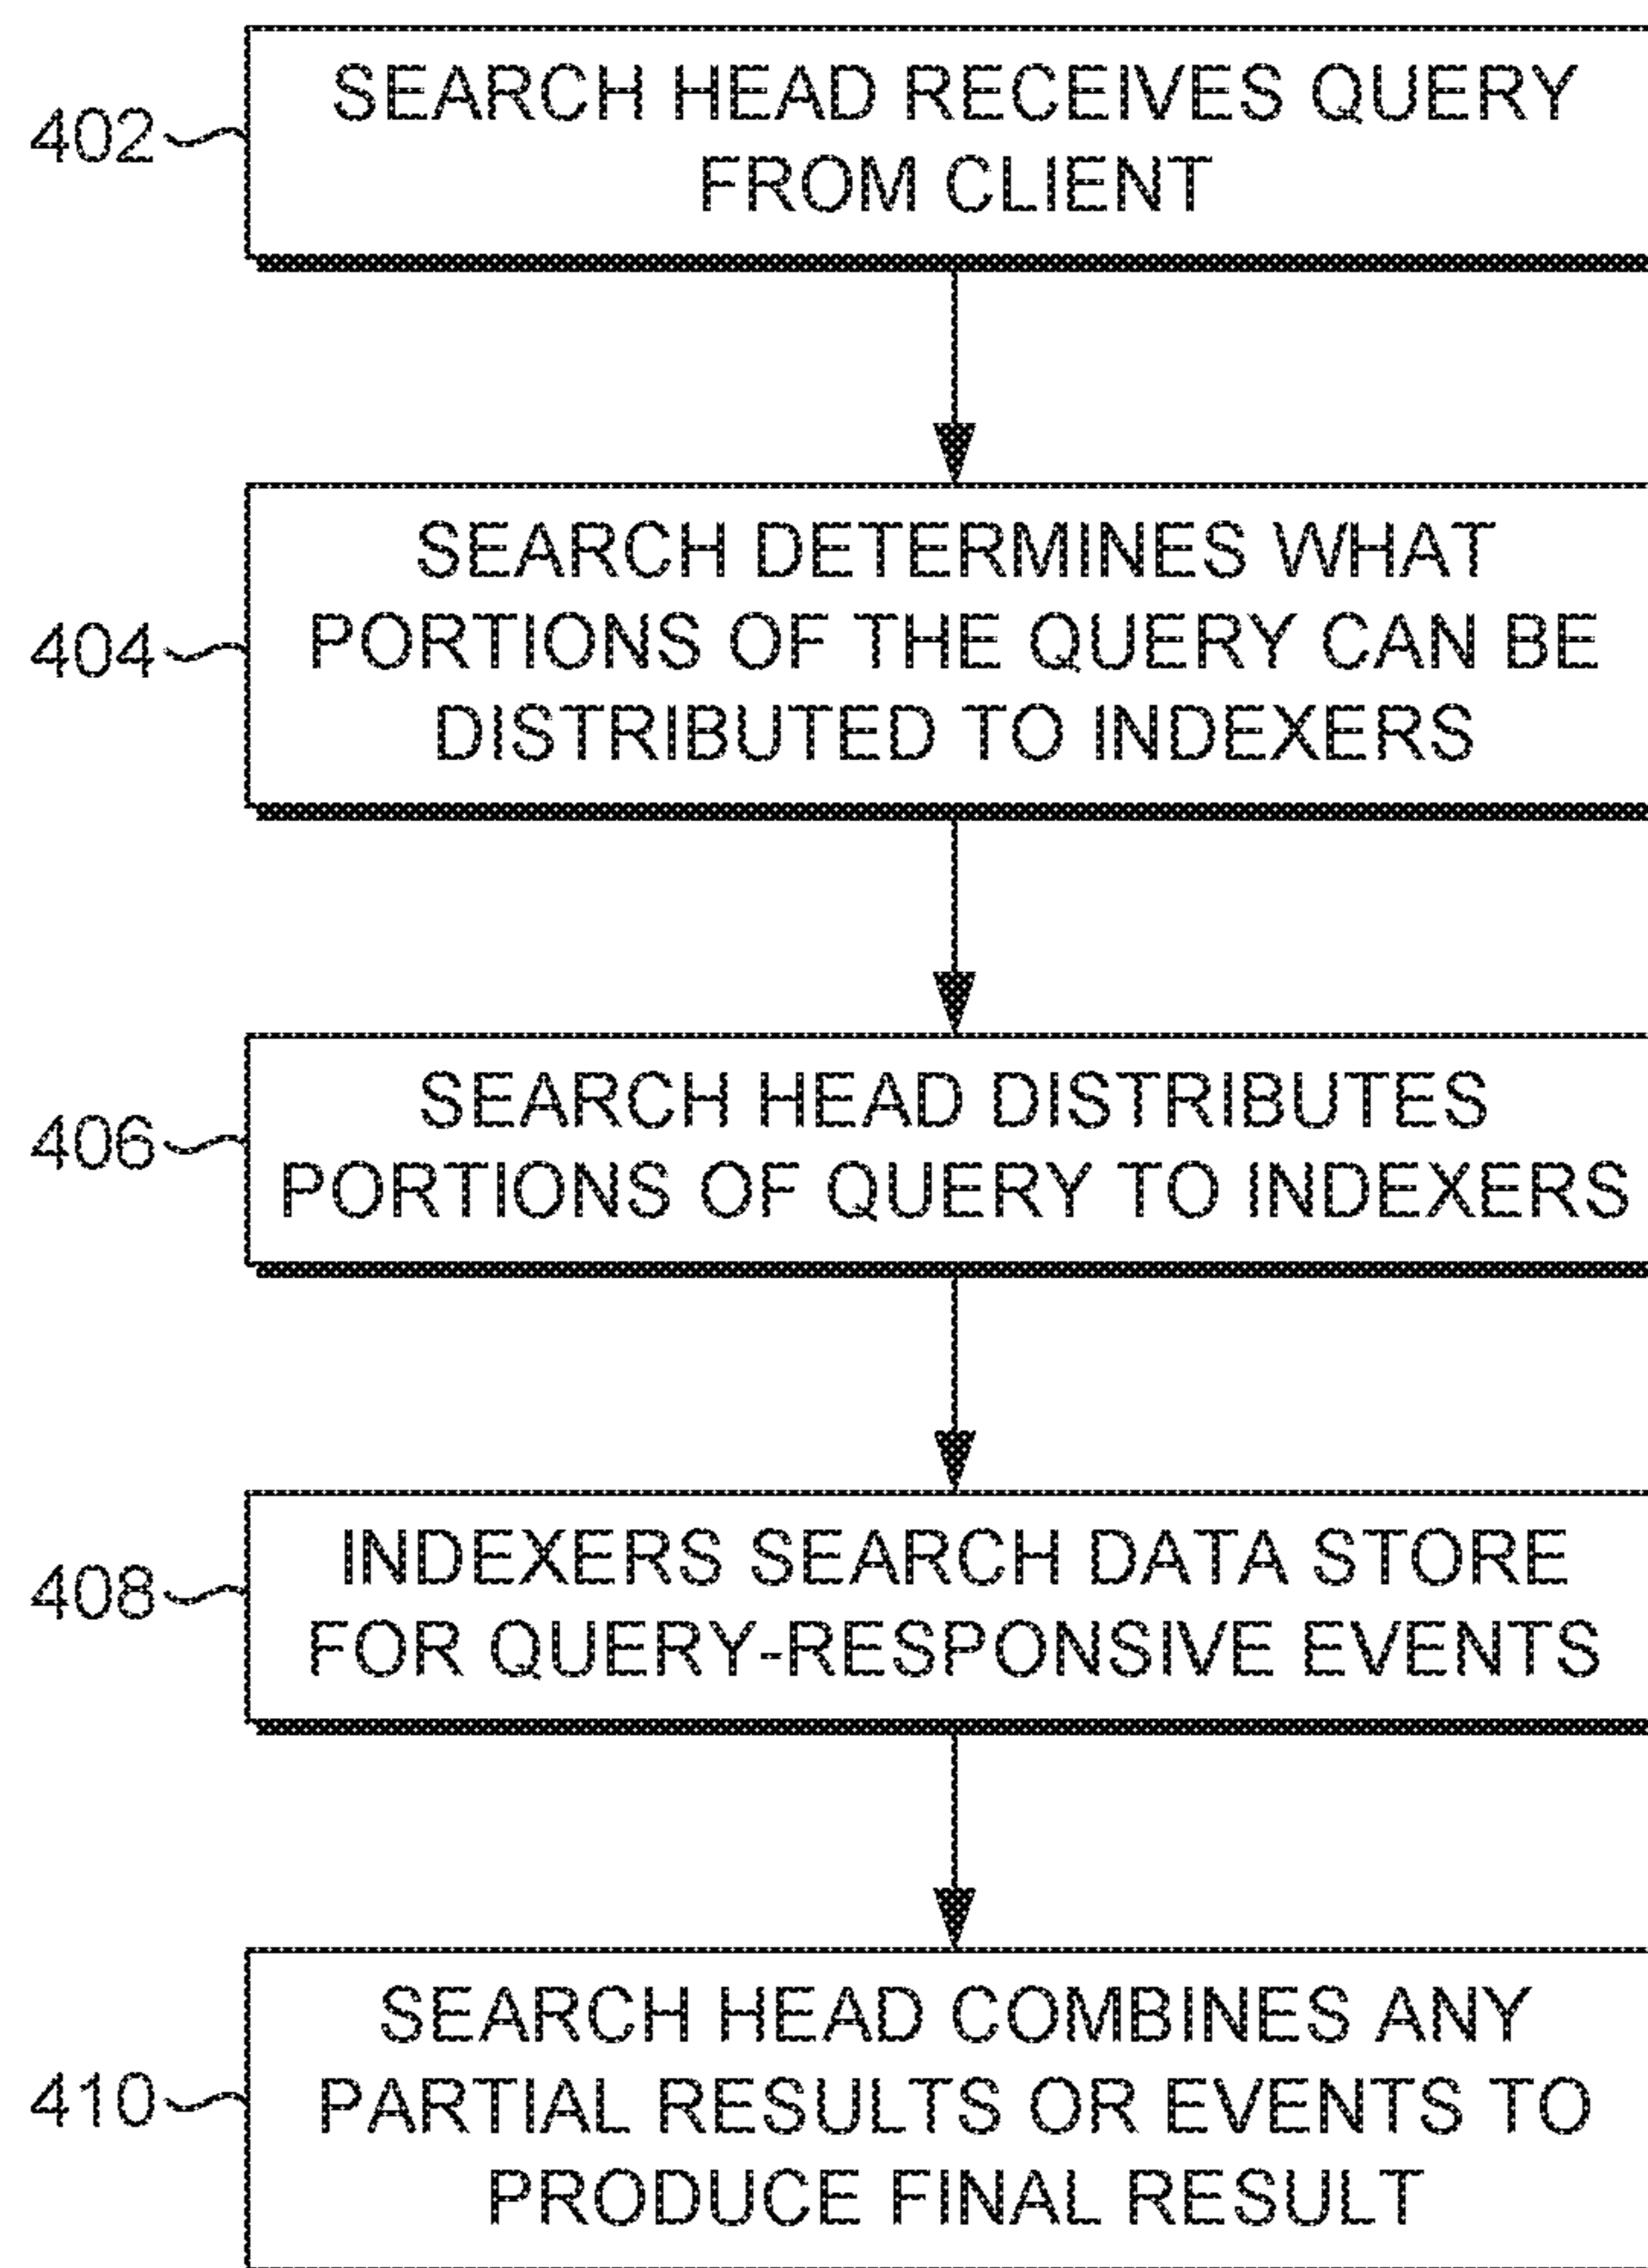 402
SEARCH HEAD RECEIVES QUERY
FROM CLIENT
404
SEARCH DETERMINES WHAT
PORTIONS OF THE QUERY CAN BE
DISTRIBUTED TO INDEXERS
406
SEARCH HEAD DISTRIBUTES
PORTIONS OF QUERY TO INDEXERS
408
INDEXERS SEARCH DATA STORE
FOR QUERY-RESPONSIVE EVENTS
410
SEARCH HEAD COMBINES ANY
PARTIAL RESULTS OR EVENTS TO
PRODUCE FINAL RESULT